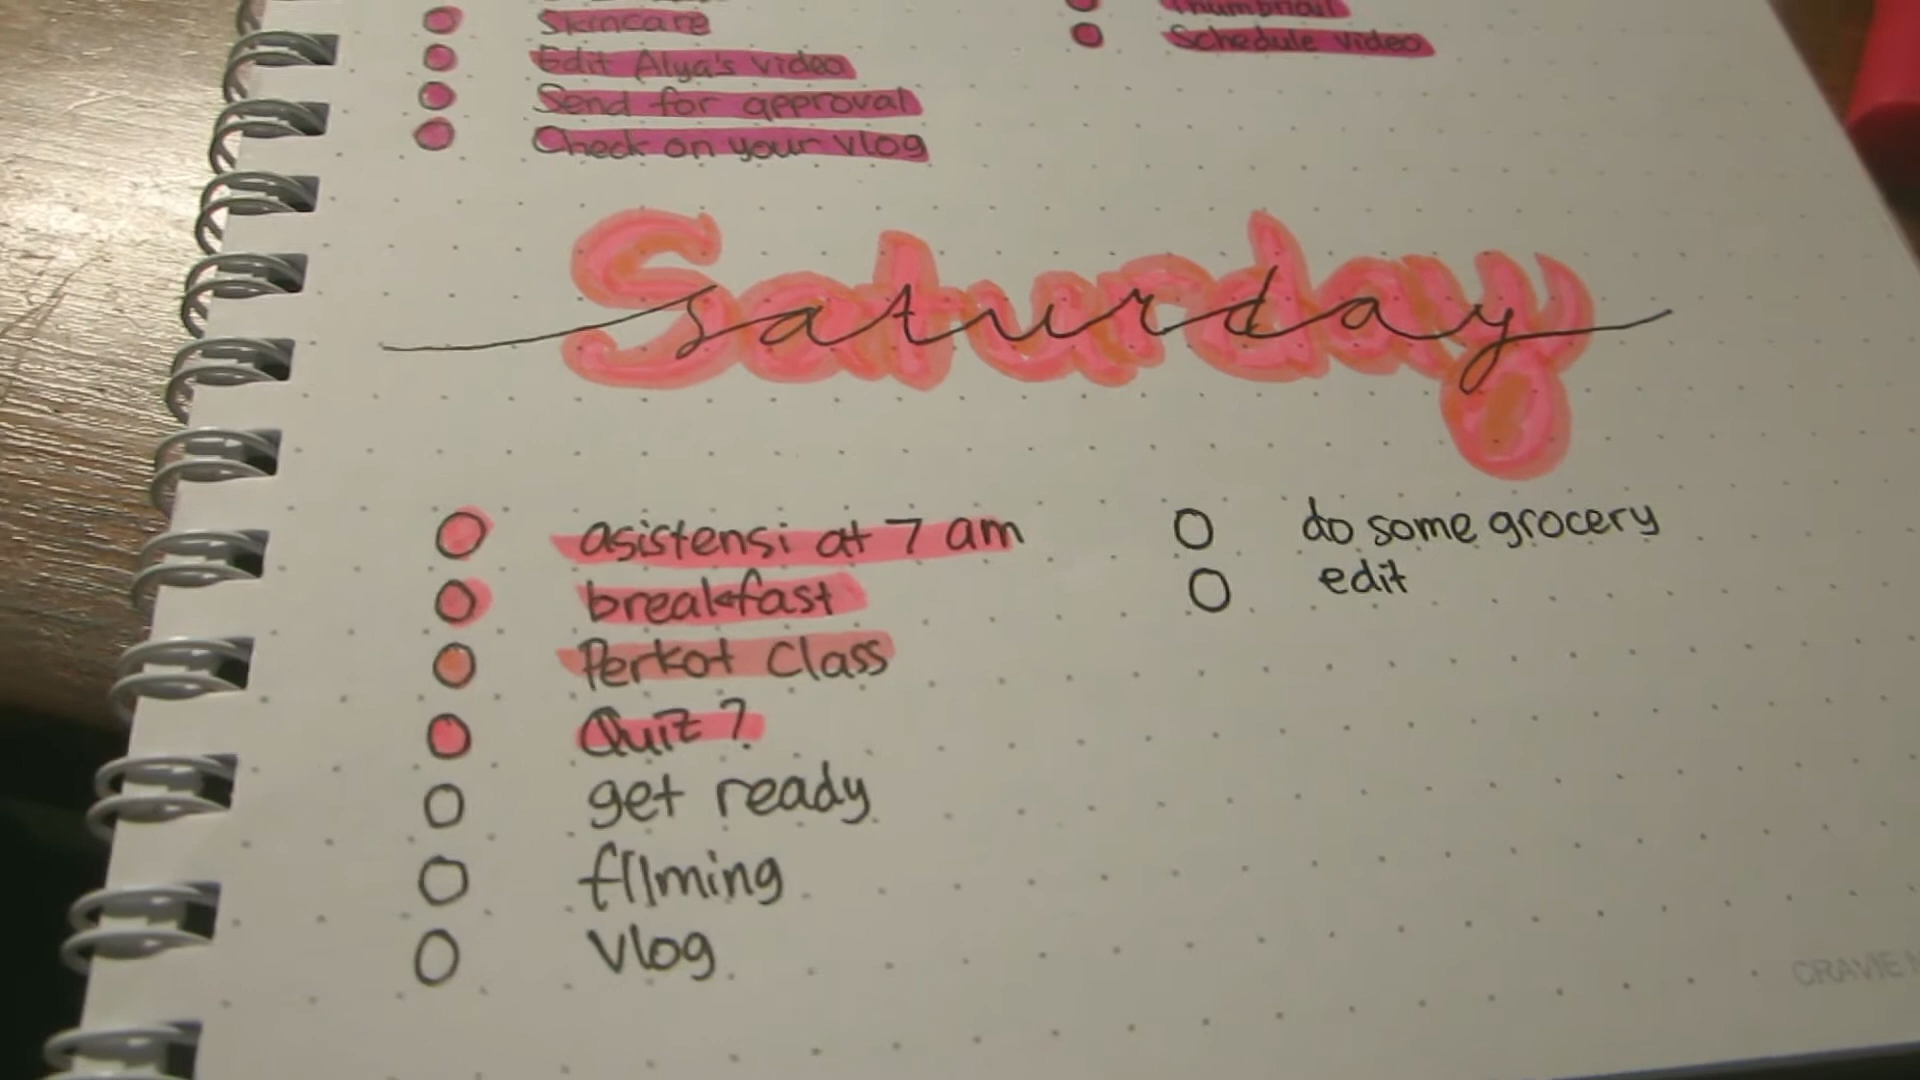 Skincare
Edit Alya's video
Send for approval
Check on your vlog
Thumbnail
Schedule video
Saturday
asistensi at 7 am
breakfast
Perkot Class
Quiz ?
get ready
filming
Vlog
do some grocery
edit